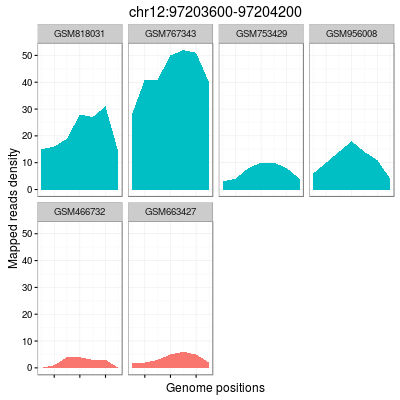 chr12:97203600-97204200
GSM818031 GSM767343 GSM753429 GSM956008
50
40
30
20
10
0
GSM466732 GSM663427
50
40
30
20
10
0
Mapped reads density
Genome positions